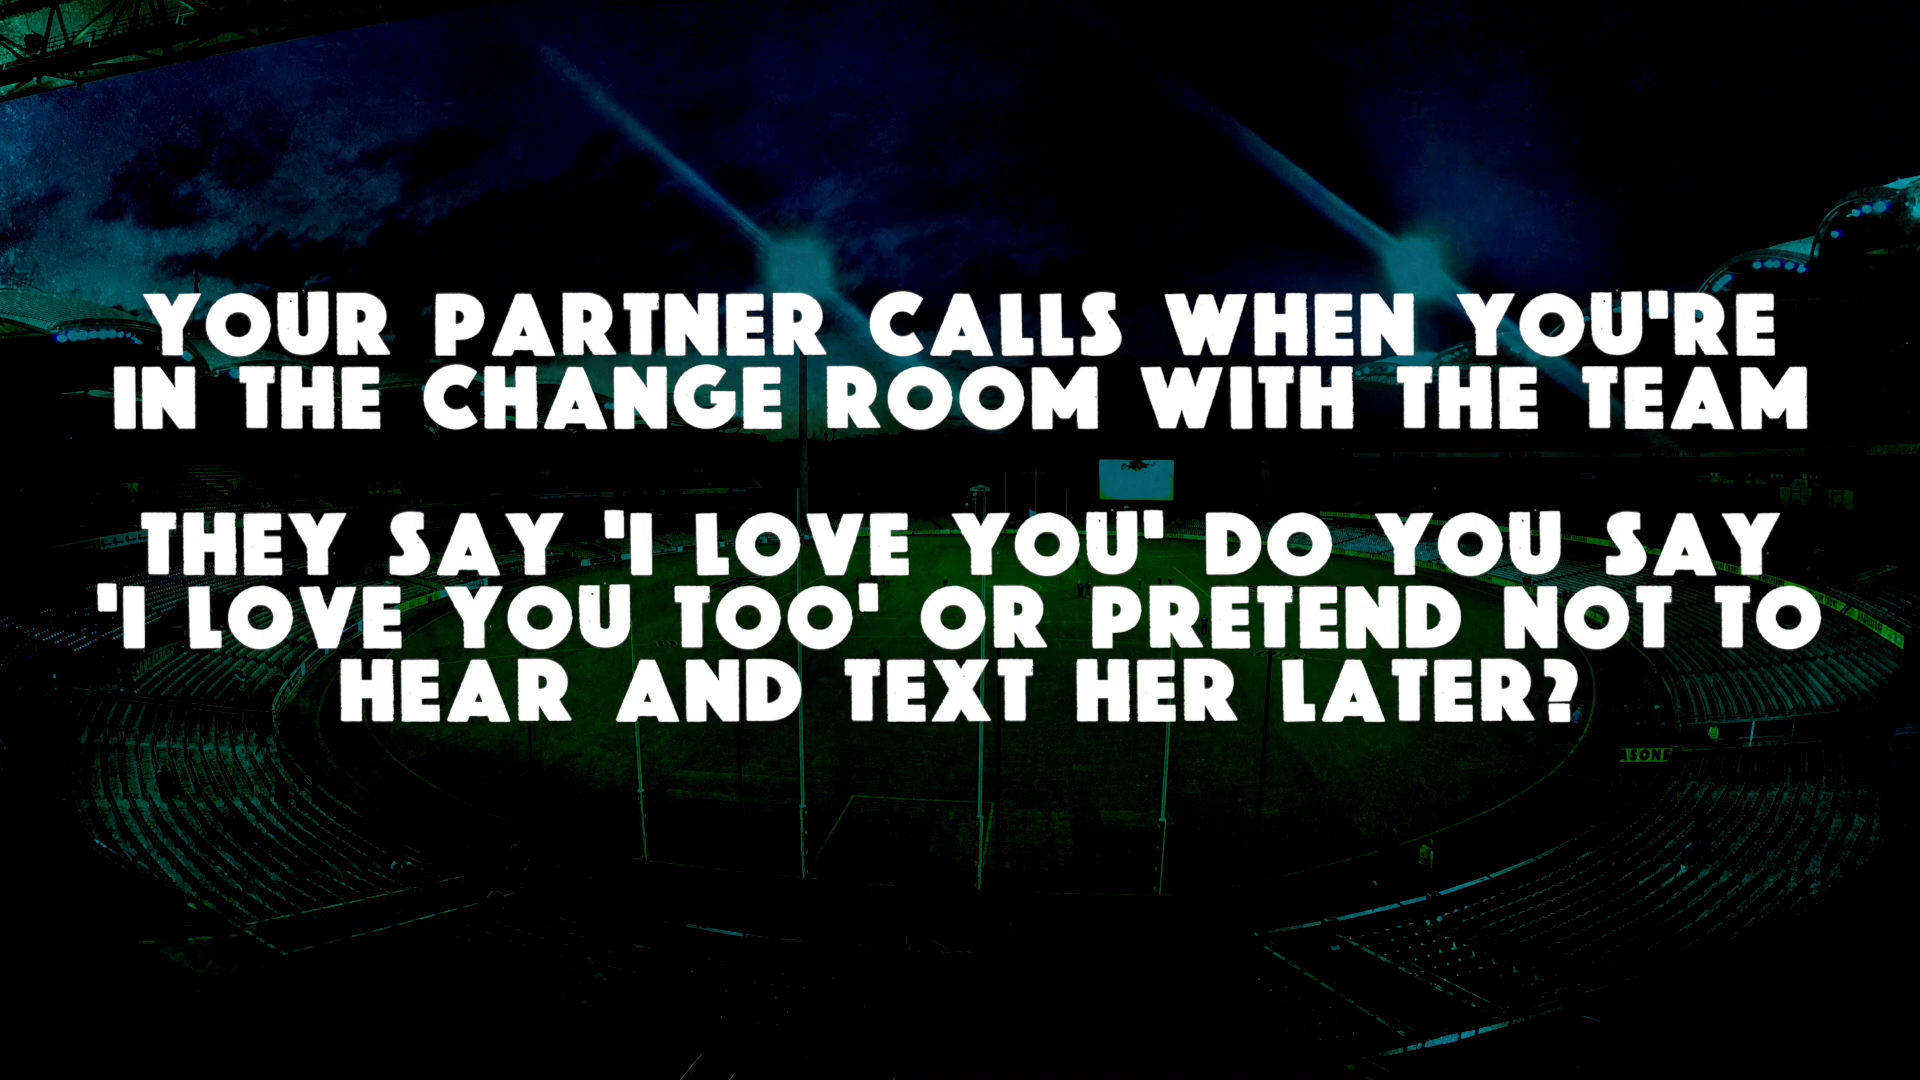 YOUR PARTNER CALLS WHEN YOU'RE
IN THE CHANGE ROOM WITH THE TEAM
THEY SAY 'I LOVE YOU' DO YOU SAY
'I LOVE YOU TOO' OR PRETEND NOT TO
HEAR AND TEXT HER LATER?